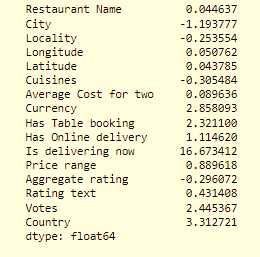 Restaurant Name 0.044637
City -1.193777
Locality -0.253554
Longitude 0.050762
Latitude 0.043785
Cuisines -0.305484
Average Cost for two 0.089636
Currency 2.858093
Has Table booking 2.321100
Has Online delivery 1.114620
Is delivering now 16.673412
Price range 0.889618
Aggregate rating -0.296072
Rating text 0.431408
Votes 2.445367
Country 3.312721
dtype: float64